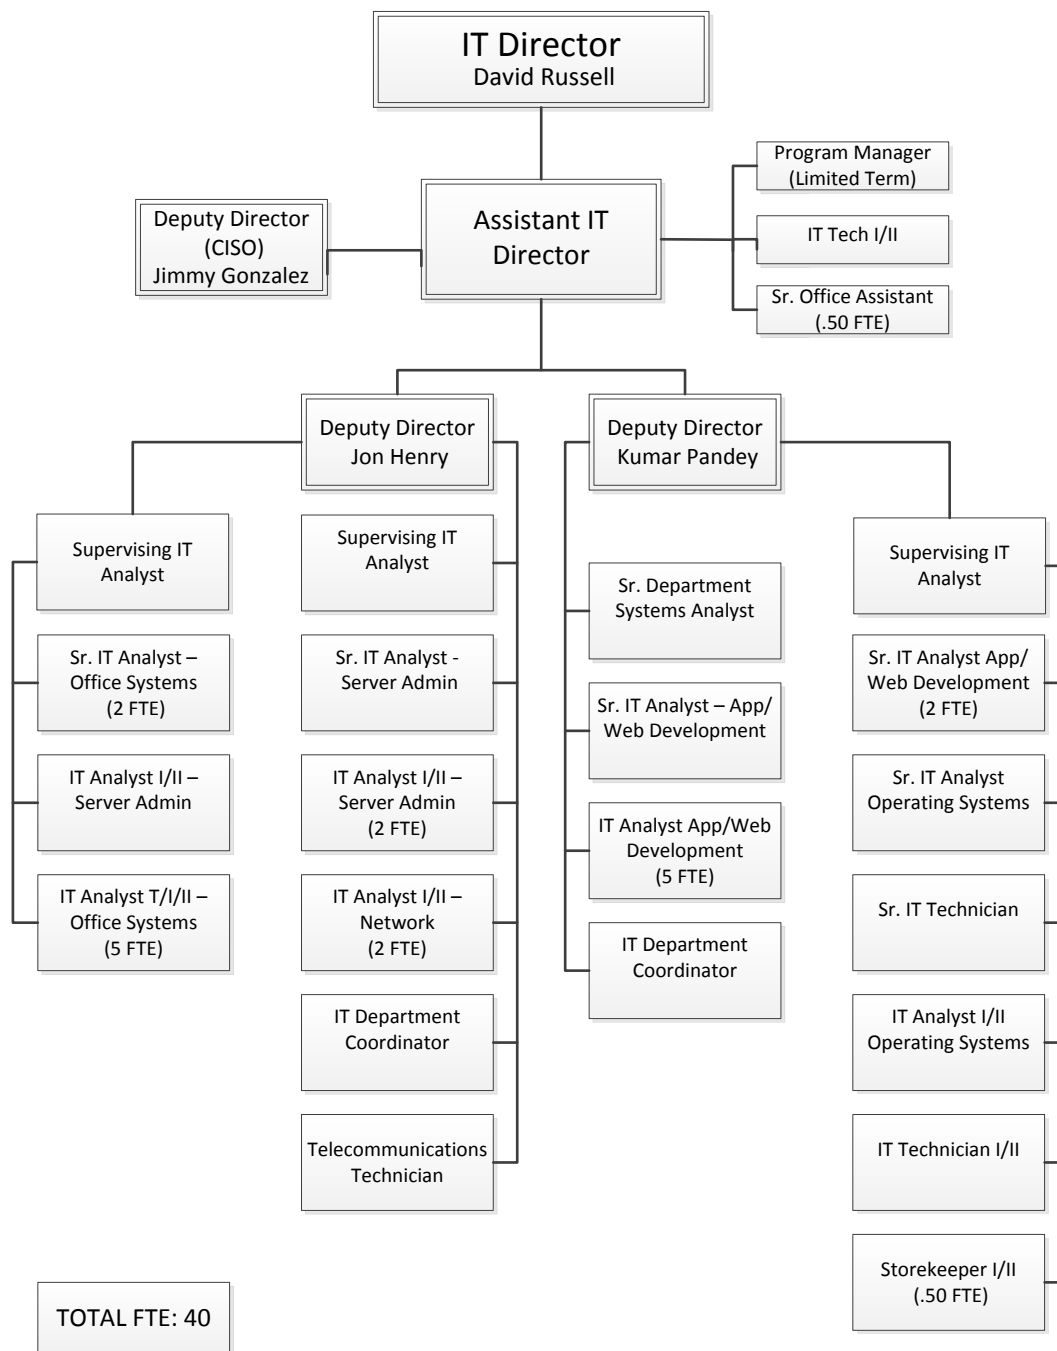 IT Director
David Russell
Program Manager
(Limited Term)
Deputy Director
(CISO)
Jimmy Gonzalez
Assistant IT
Director
IT Tech I/II
Sr. Office Assistant
(.50 FTE)
Deputy Director
Jon Henry
Deputy Director
Kumar Pandey
Supervising IT
Analyst
Sr. IT Analyst –
Office Systems
(2 FTE)
IT Analyst I/II –
Server Admin
IT Analyst T/I/II –
Office Systems
(5 FTE)
Supervising IT
Analyst
Sr. IT Analyst -
Server Admin
IT Analyst I/II –
Server Admin
(2 FTE)
IT Analyst I/II –
Network
(2 FTE)
IT Department
Coordinator
Telecommunications
Technician
Sr. Department
Systems Analyst
Sr. IT Analyst – App/
Web Development
IT Analyst App/Web
Development
(5 FTE)
IT Department
Coordinator
Supervising IT
Analyst
Sr. IT Analyst App/
Web Development
(2 FTE)
Sr. IT Analyst
Operating Systems
Sr. IT Technician
IT Analyst I/II
Operating Systems
IT Technician I/II
Storekeeper I/II
(.50 FTE)
TOTAL FTE: 40